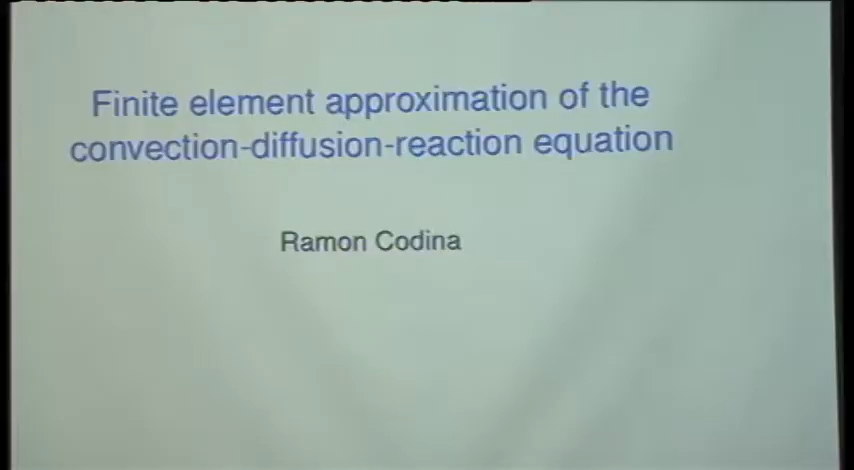 Finite element approximation of the
convection-diffusion-reaction equation
Ramon Codina